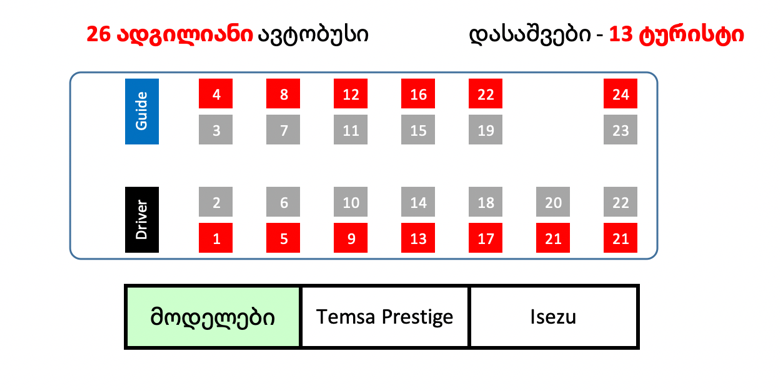 26 ადგილიანი ავტობუსი
დასაშვები - 13 ტურისტი
Guide
4 8 12 16 22 24
3 7 11 15 19 23
Driver
2 6 10 14 18 20 22
1 5 9 13 17 21 21
მოდელები Temsa Prestige Isezu